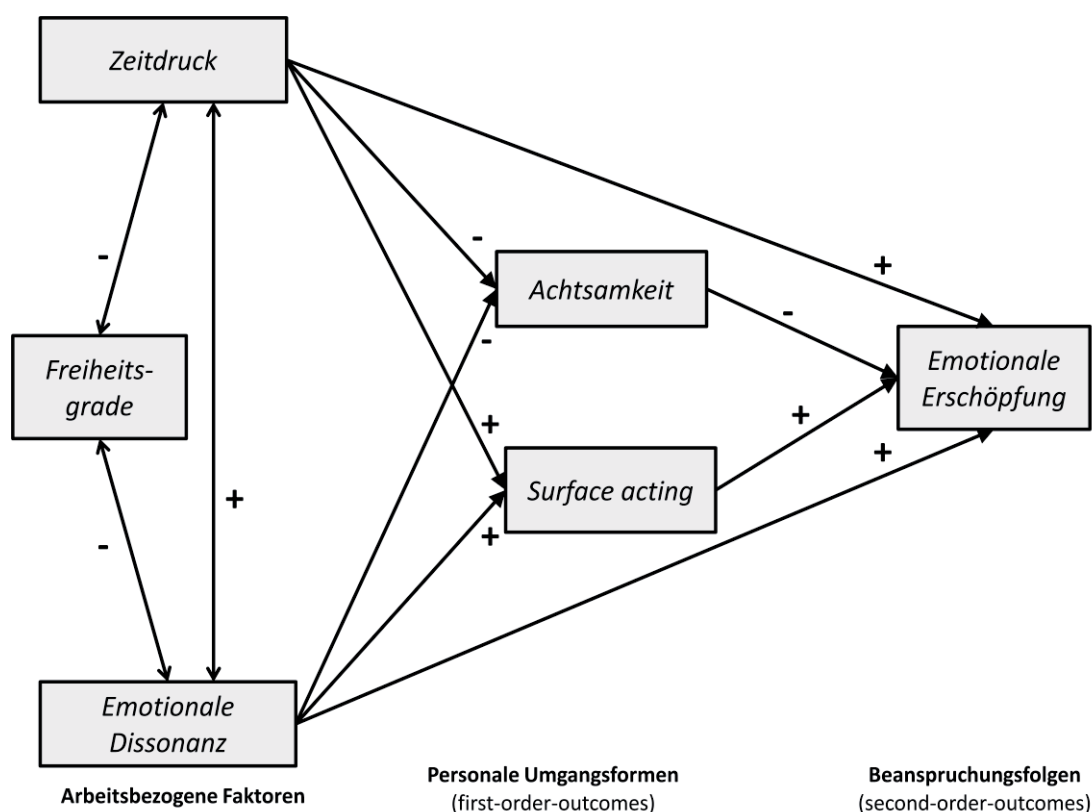 Zeitdruck
-
-
+
Achtsamkeit
-
-
Freiheits-
grade
Emotionale
Erschöpfung
+
+
+
Surface acting
+
-
+
Emotionale
Dissonanz
Arbeitsbezogene Faktoren
Personale Umgangsformen
(first-order-outcomes)
Beanspruchungsfolgen
(second-order-outcomes)